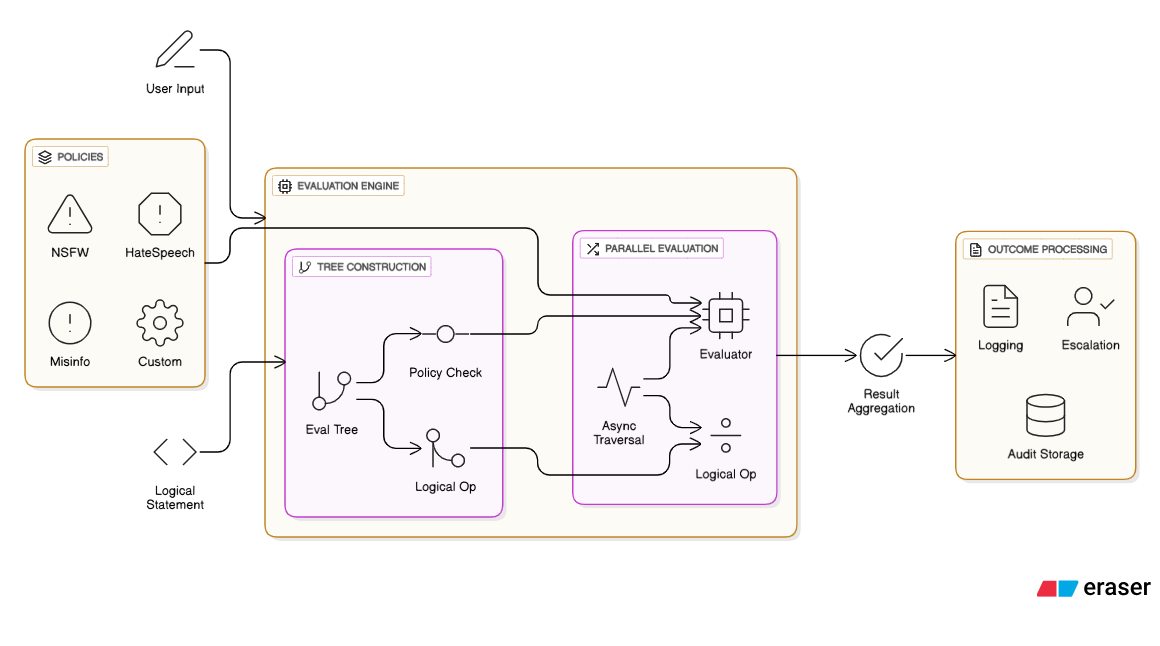 User Input
POLICIES
NSFW
HateSpeech
Misinfo
Custom
Logical
Statement
EVALUATION ENGINE
TREE CONSTRUCTION
Policy Check
Eval Tree
Logical Op
PARALLEL EVALUATION
Evaluator
Async
Traversal
Logical Op
Result
Aggregation
OUTCOME PROCESSING
Logging
Escalation
Audit Storage
eraser